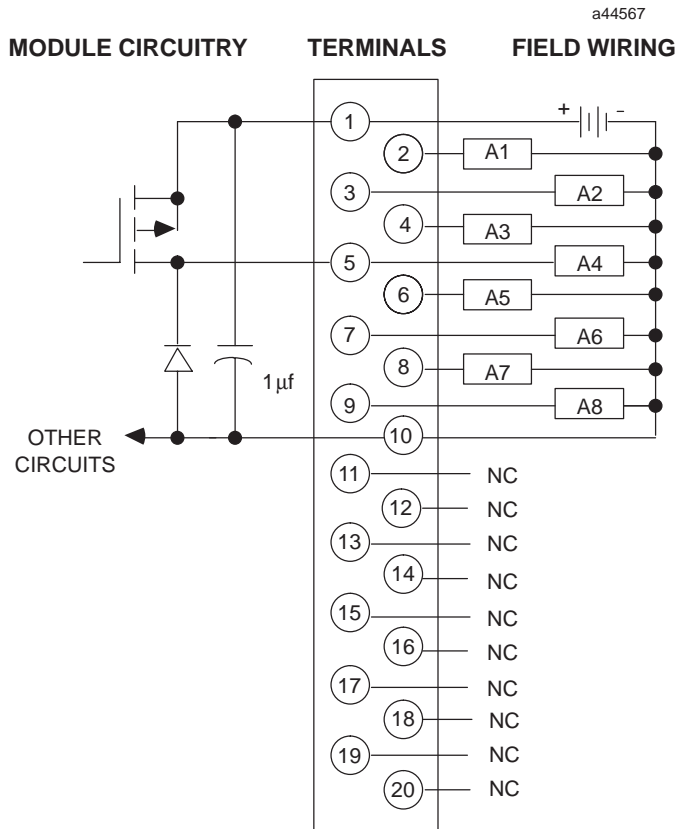 a44567
MODULE CIRCUITRY TERMINALS FIELD WIRING
1 + −
2 A1
3 A2
4 A3
5 A4
6 A5
7 A6
8 A7
1µf
9 A8
OTHER
CIRCUITS
10
11 NC
12 NC
13 NC
14 NC
15 NC
16 NC
17 NC
18 NC
19 NC
20 NC